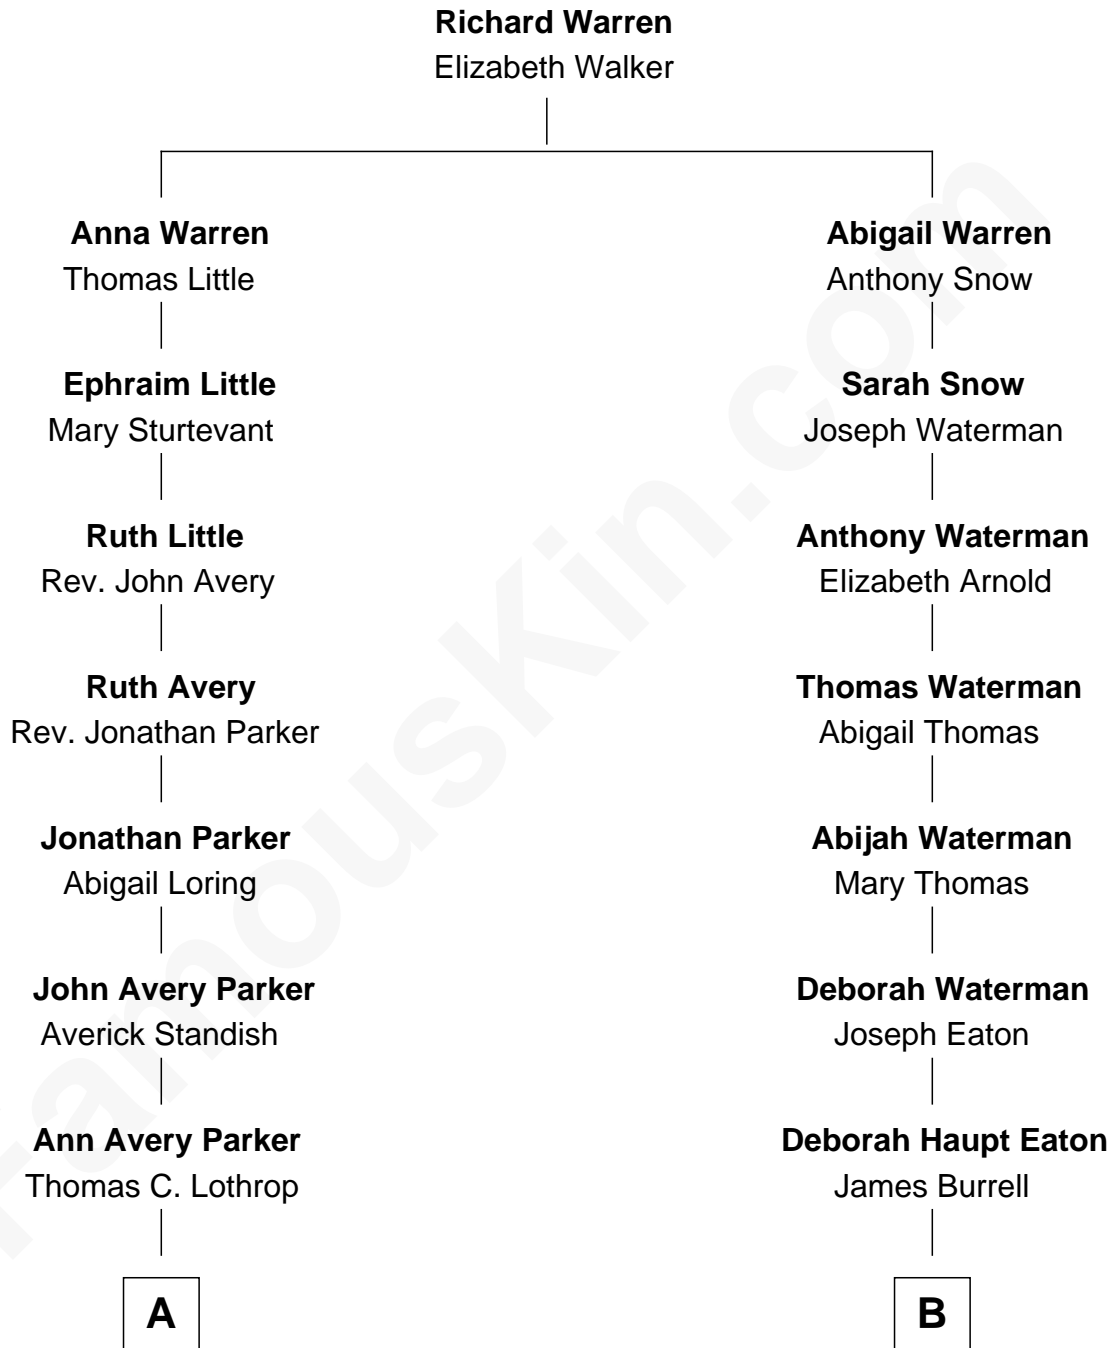 Richard Warren
Elizabeth Walker
Anna Warren
Thomas Little
Abigail Warren
Anthony Snow
Ephraim Little
Mary Sturtevant
Sarah Snow
Joseph Waterman
Ruth Little
Rev. John Avery
Anthony Waterman
Elizabeth Arnold
Ruth Avery
Rev. Jonathan Parker
Thomas Waterman
Abigail Thomas
Jonathan Parker
Abigail Loring
Abijah Waterman
Mary Thomas
John Avery Parker
Averick Standish
Deborah Waterman
Joseph Eaton
Ann Avery Parker
Thomas C. Lothrop
Deborah Haupt Eaton
James Burrell
A
B
FamousKin.com